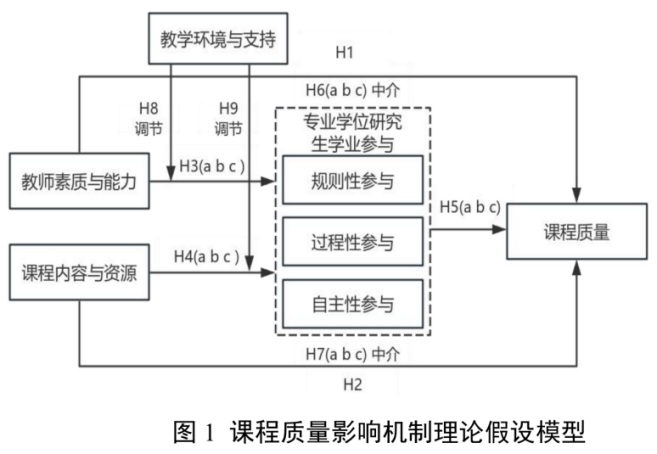 教学环境与支持
H1
H6(a b c) 中介
H8
调节
H9
调节
专业学位研究
生学业参与
教师素质与能力
H3(a b c )
规则性参与
H5(a b c)
过程性参与
课程质量
课程内容与资源
H4(a b c )
自主性参与
H7(a b c) 中介
H2
图 1 课程质量影响机制理论假设模型